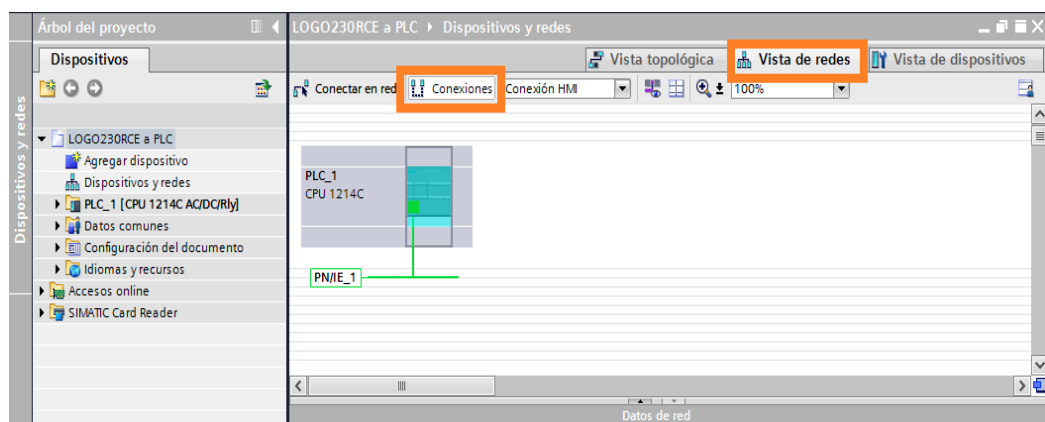 Árbol del proyecto
LOGO230RCE a PLC ▸ Dispositivos y redes
Dispositivos
Vista topológica
Vista de redes
Vista de dispositivos
Conectar en red
Conexiones
Conexión HMI
100%
Dispositivos y redes
LOGO230RCE a PLC
Agregar dispositivo
Dispositivos y redes
PLC_1 [CPU 1214C AC/DC/Rly]
Datos comunes
Configuración del documento
Idiomas y recursos
Accesos online
SIMATIC Card Reader
PLC_1
CPU 1214C
PN/IE_1
Datos de red